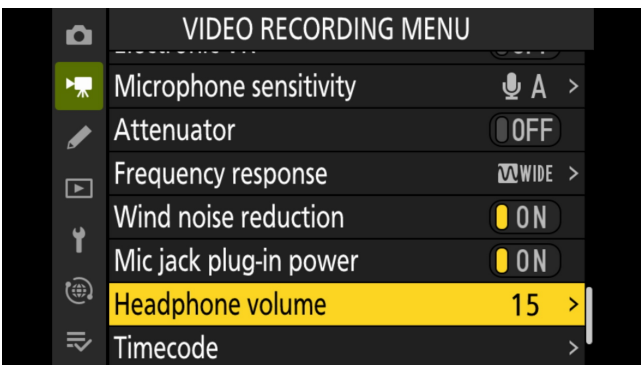 VIDEO RECORDING MENU
Microphone sensitivity A >
Attenuator OFF
Frequency response WIDE >
Wind noise reduction ON
Mic jack plug-in power ON
Headphone volume 15 >
Timecode >